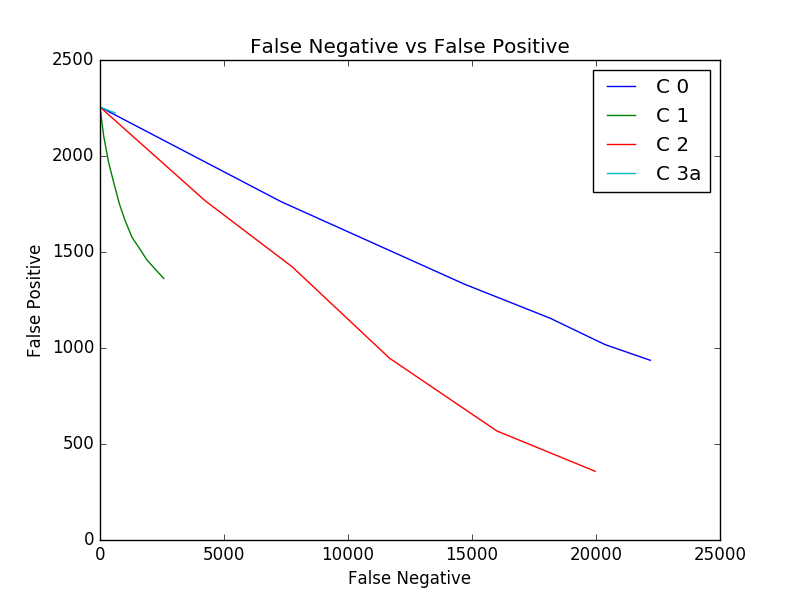 False Negative vs False Positive
2500
2000
1500
1000
500
0
False Positive
C 0
C 1
C 2
C 3a
0 5000 10000 15000 20000 25000
False Negative